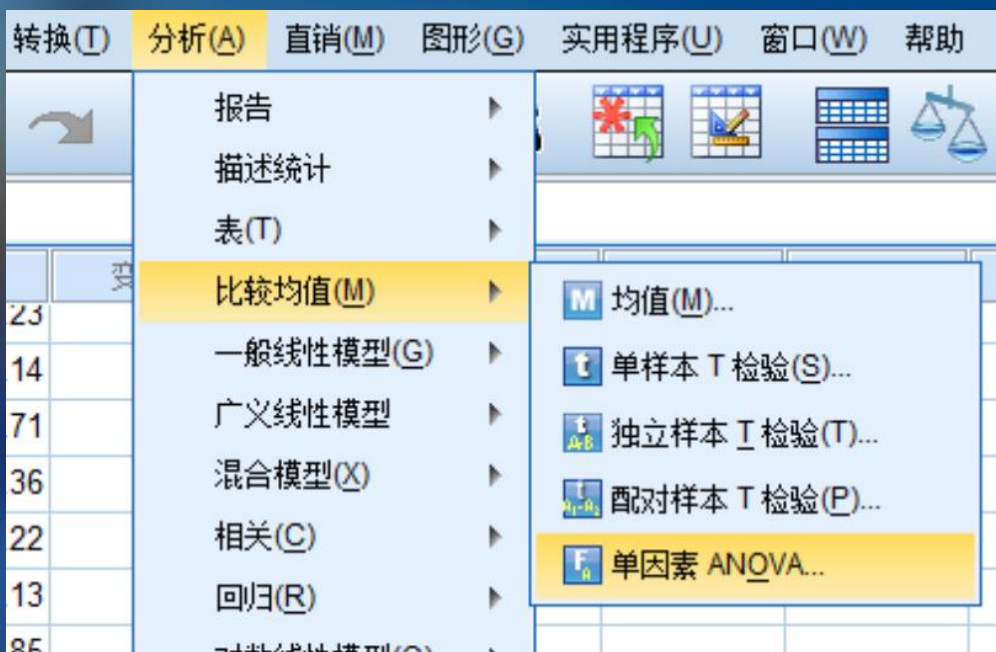 转换(T) 分析(A) 直销(M) 图形(G) 实用程序(U) 窗口(W) 帮助
报告
描述统计
表(T)
比较均值(M)
一般线性模型(G)
广义线性模型
混合模型(X)
相关(C)
回归(R)
变
23
14
71
36
22
13
85
M 均值(M)...
t 单样本 T 检验(S)...
独立样本 T 检验(T)...
配对样本 T 检验(P)...
单因素 ANOVA...